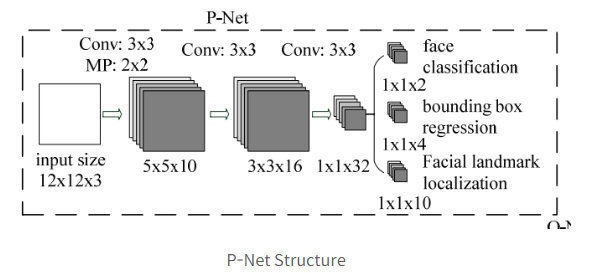 P-Net
Conv: 3x3
MP: 2x2
Conv: 3x3
Conv: 3x3
face
classification
1x1x2
bounding box
regression
1x1x4
Facial landmark
localization
1x1x10
input size
12x12x3
5x5x10
3x3x16
1x1x32
P-Net Structure